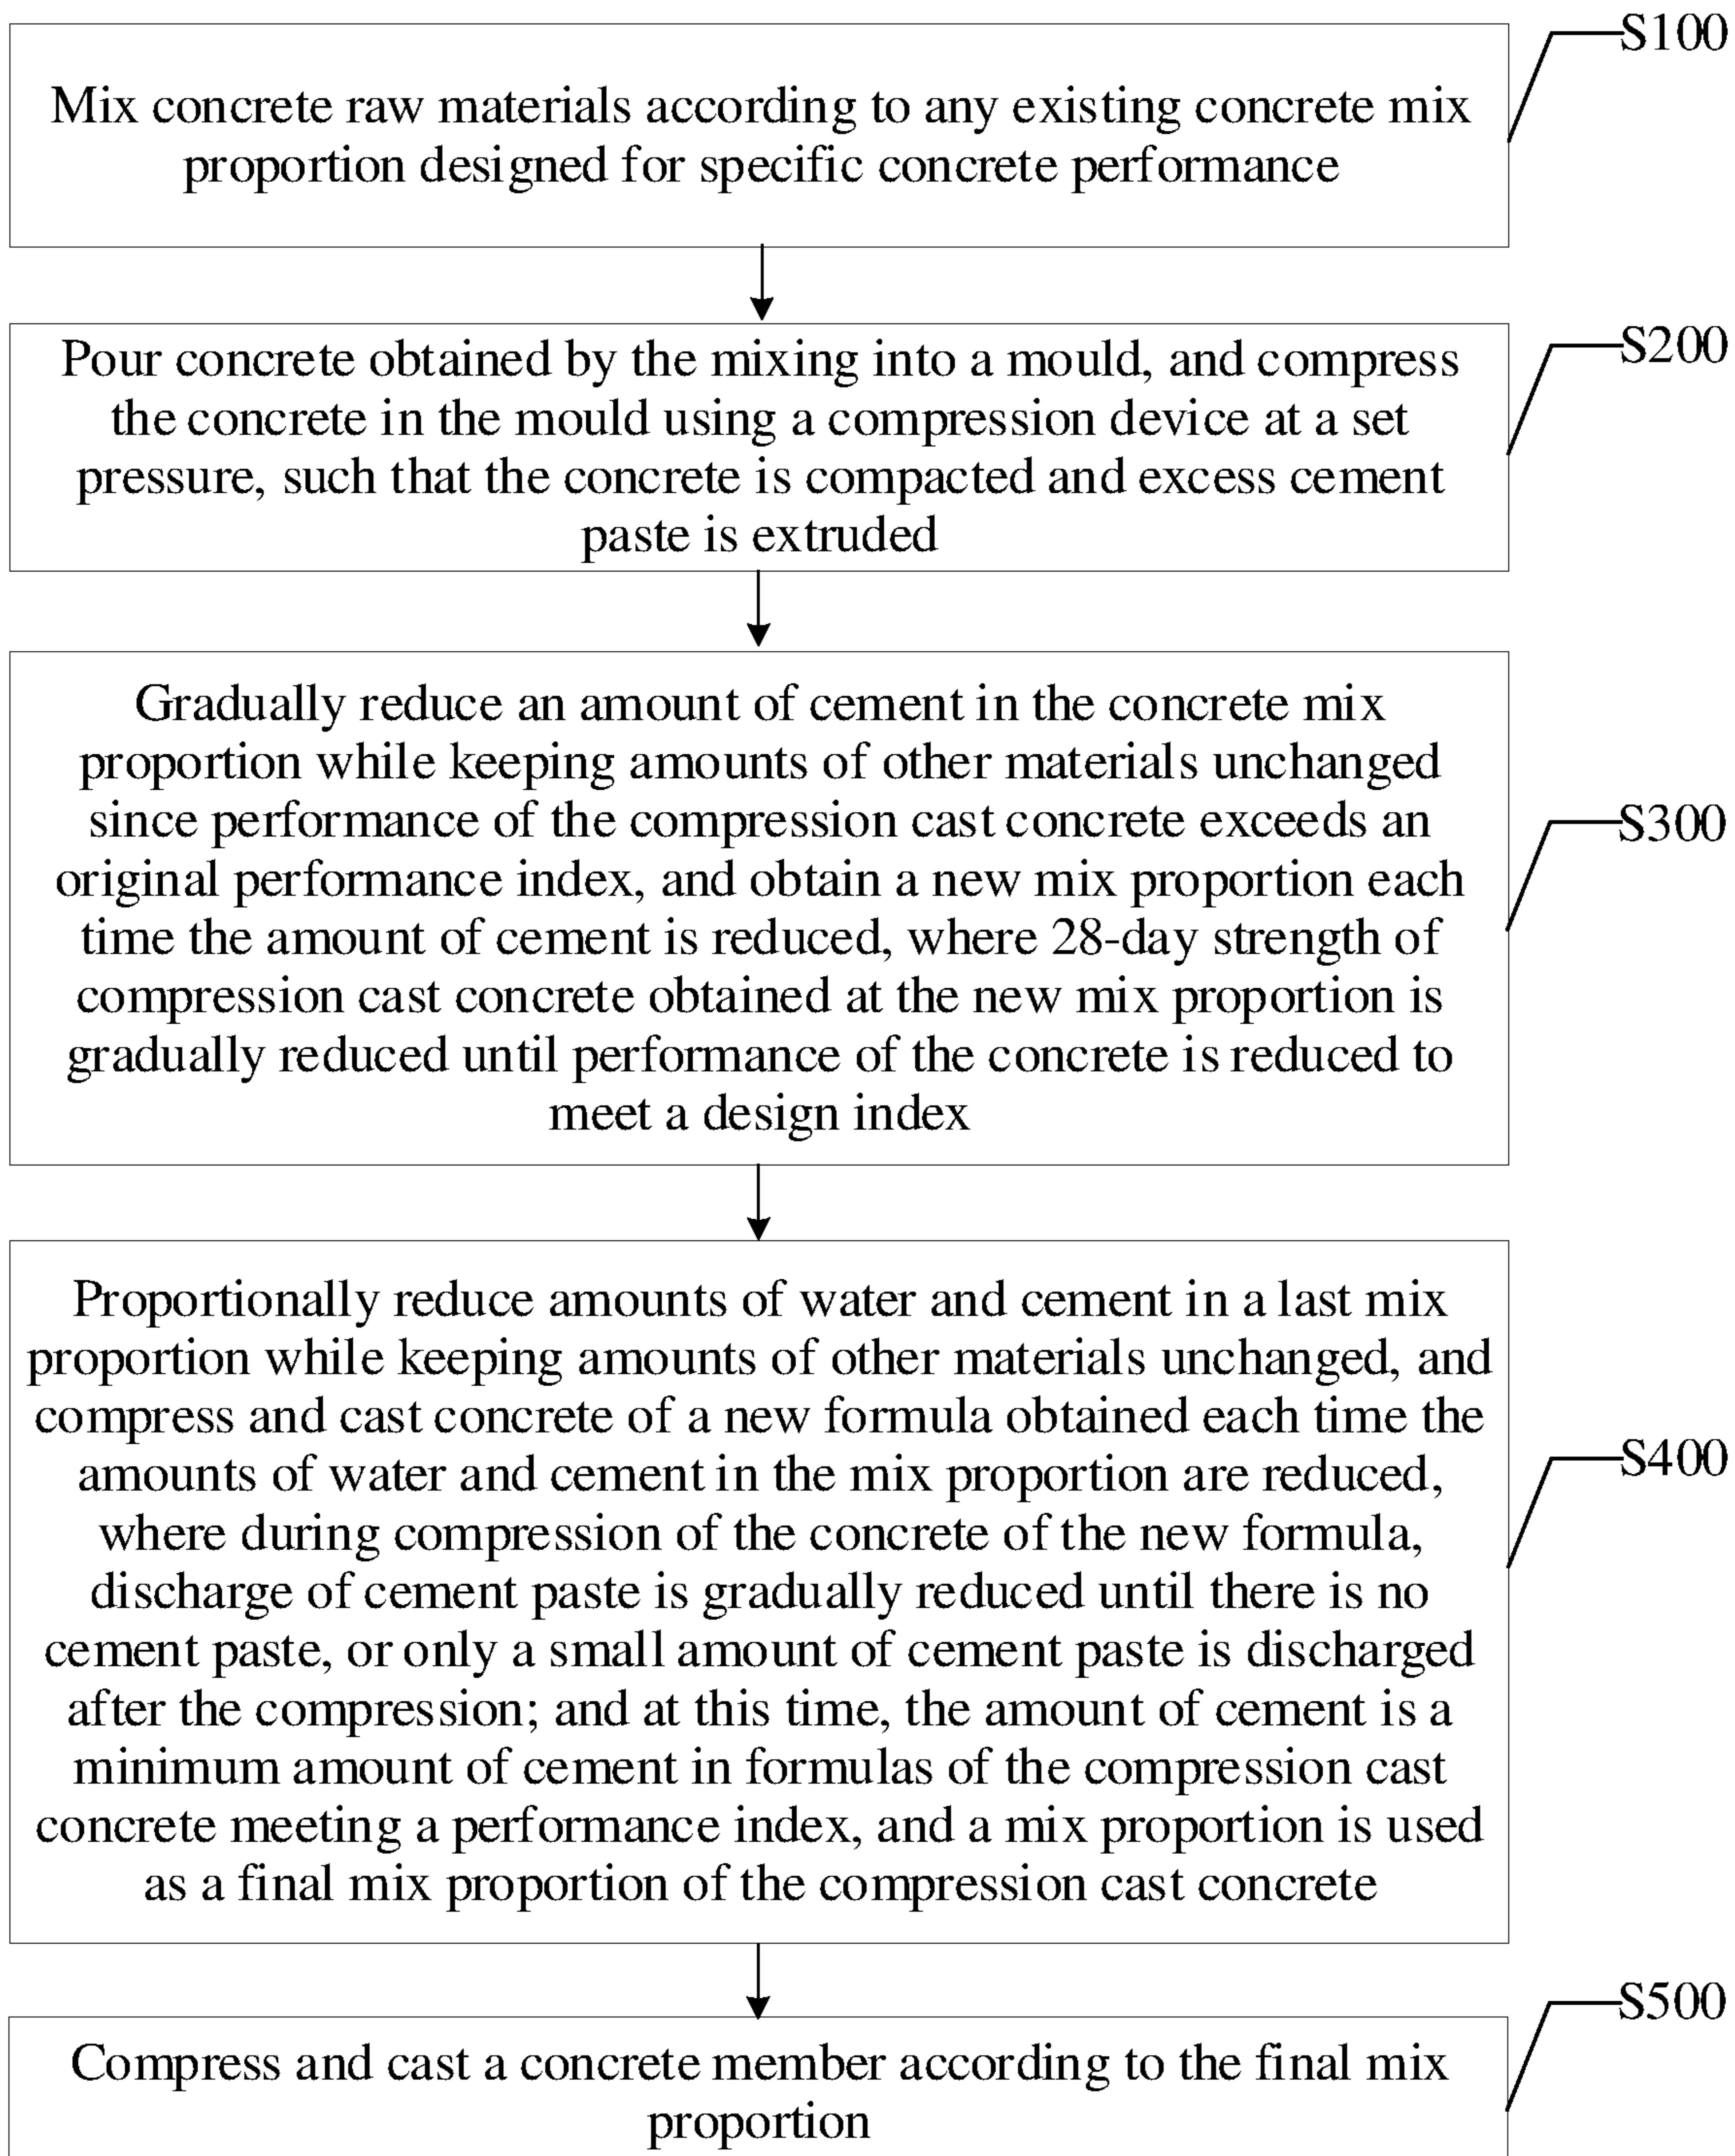 S100
Mix concrete raw materials according to any existing concrete mix
proportion designed for specific concrete performance
S200
Pour concrete obtained by the mixing into a mould, and compress
the concrete in the mould using a compression device at a set
pressure, such that the concrete is compacted and excess cement
paste is extruded
S300
Gradually reduce an amount of cement in the concrete mix
proportion while keeping amounts of other materials unchanged
since performance of the compression cast concrete exceeds an
original performance index, and obtain a new mix proportion each
time the amount of cement is reduced, where 28-day strength of
compression cast concrete obtained at the new mix proportion is
gradually reduced until performance of the concrete is reduced to
meet a design index
S400
Proportionally reduce amounts of water and cement in a last mix
proportion while keeping amounts of other materials unchanged, and
compress and cast concrete of a new formula obtained each time the
amounts of water and cement in the mix proportion are reduced,
where during compression of the concrete of the new formula,
discharge of cement paste is gradually reduced until there is no
cement paste, or only a small amount of cement paste is discharged
after the compression; and at this time, the amount of cement is a
minimum amount of cement in formulas of the compression cast
concrete meeting a performance index, and a mix proportion is used
as a final mix proportion of the compression cast concrete
S500
Compress and cast a concrete member according to the final mix
proportion